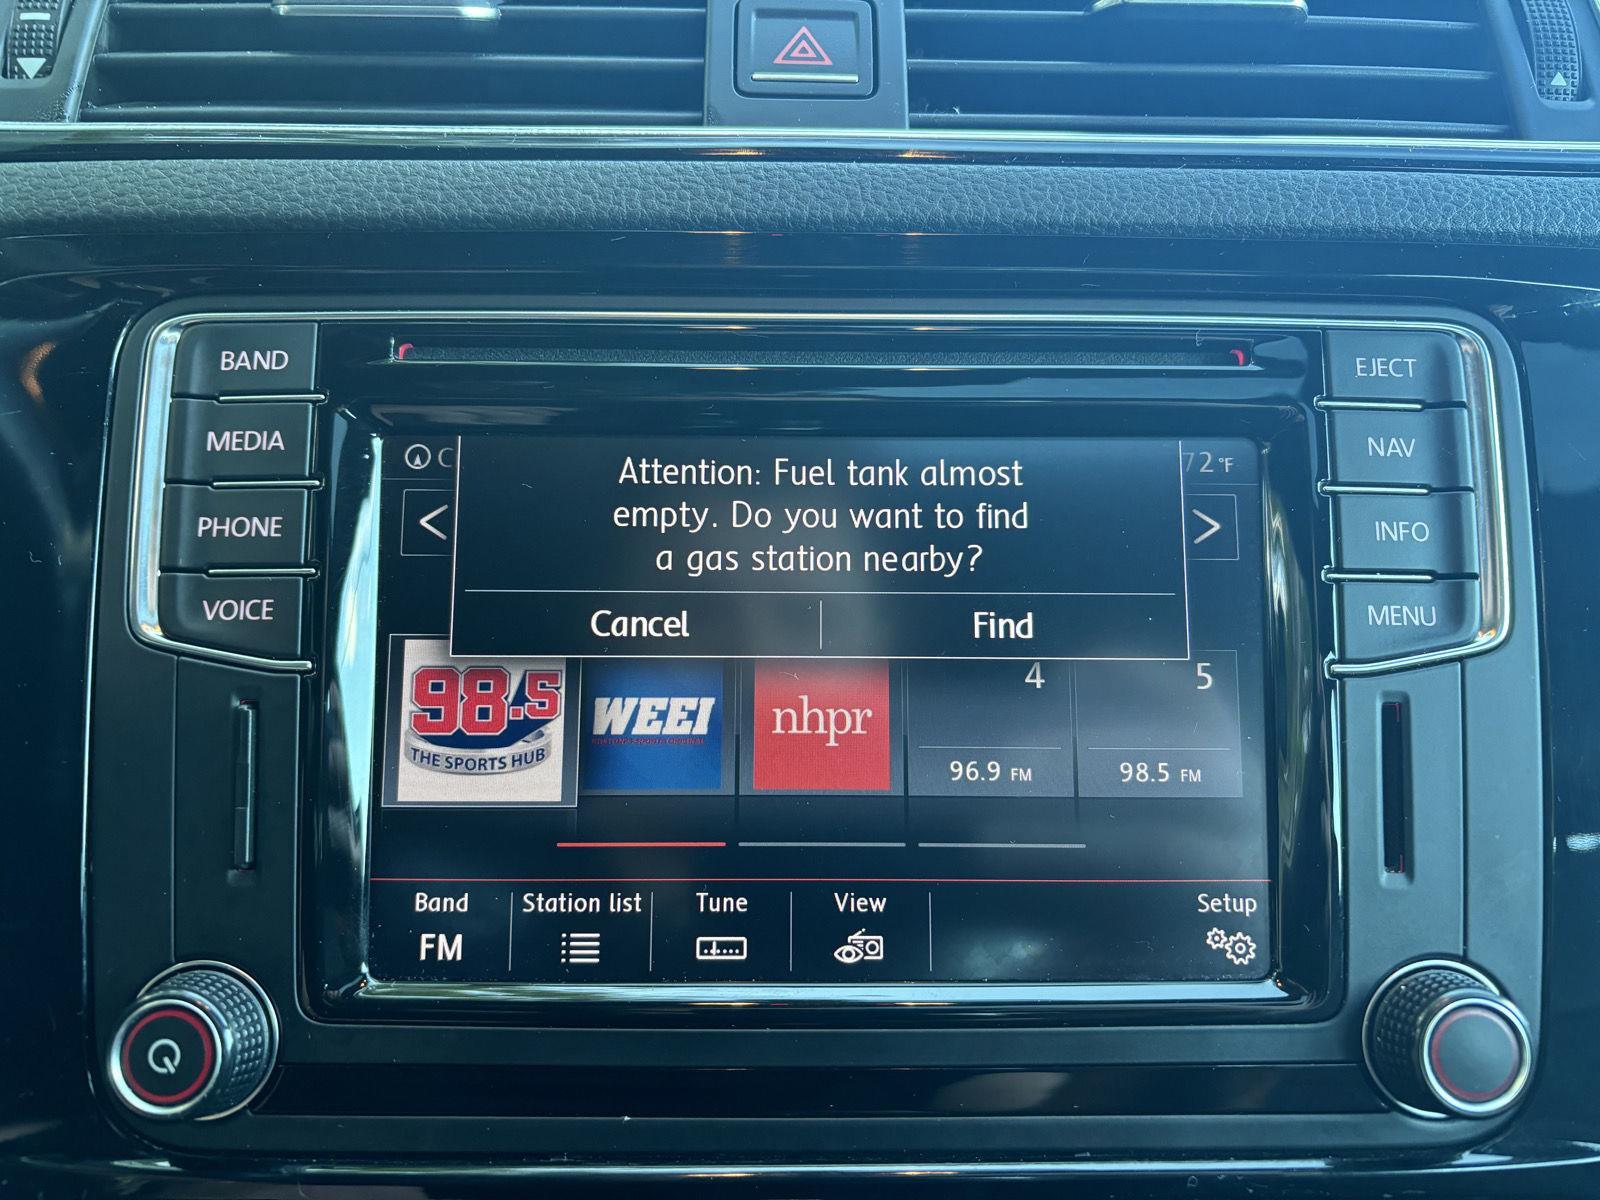 BAND
MEDIA
PHONE
VOICE
EJECT
NAV
INFO
MENU
C
72°F
<
>
Attention: Fuel tank almost
empty. Do you want to find
a gas station nearby?
Cancel
Find
98.5
THE SPORTS HUB
WEEI
nhpr
4
96.9 FM
5
98.5 FM
Band
FM
Station list
Tune
View
Setup